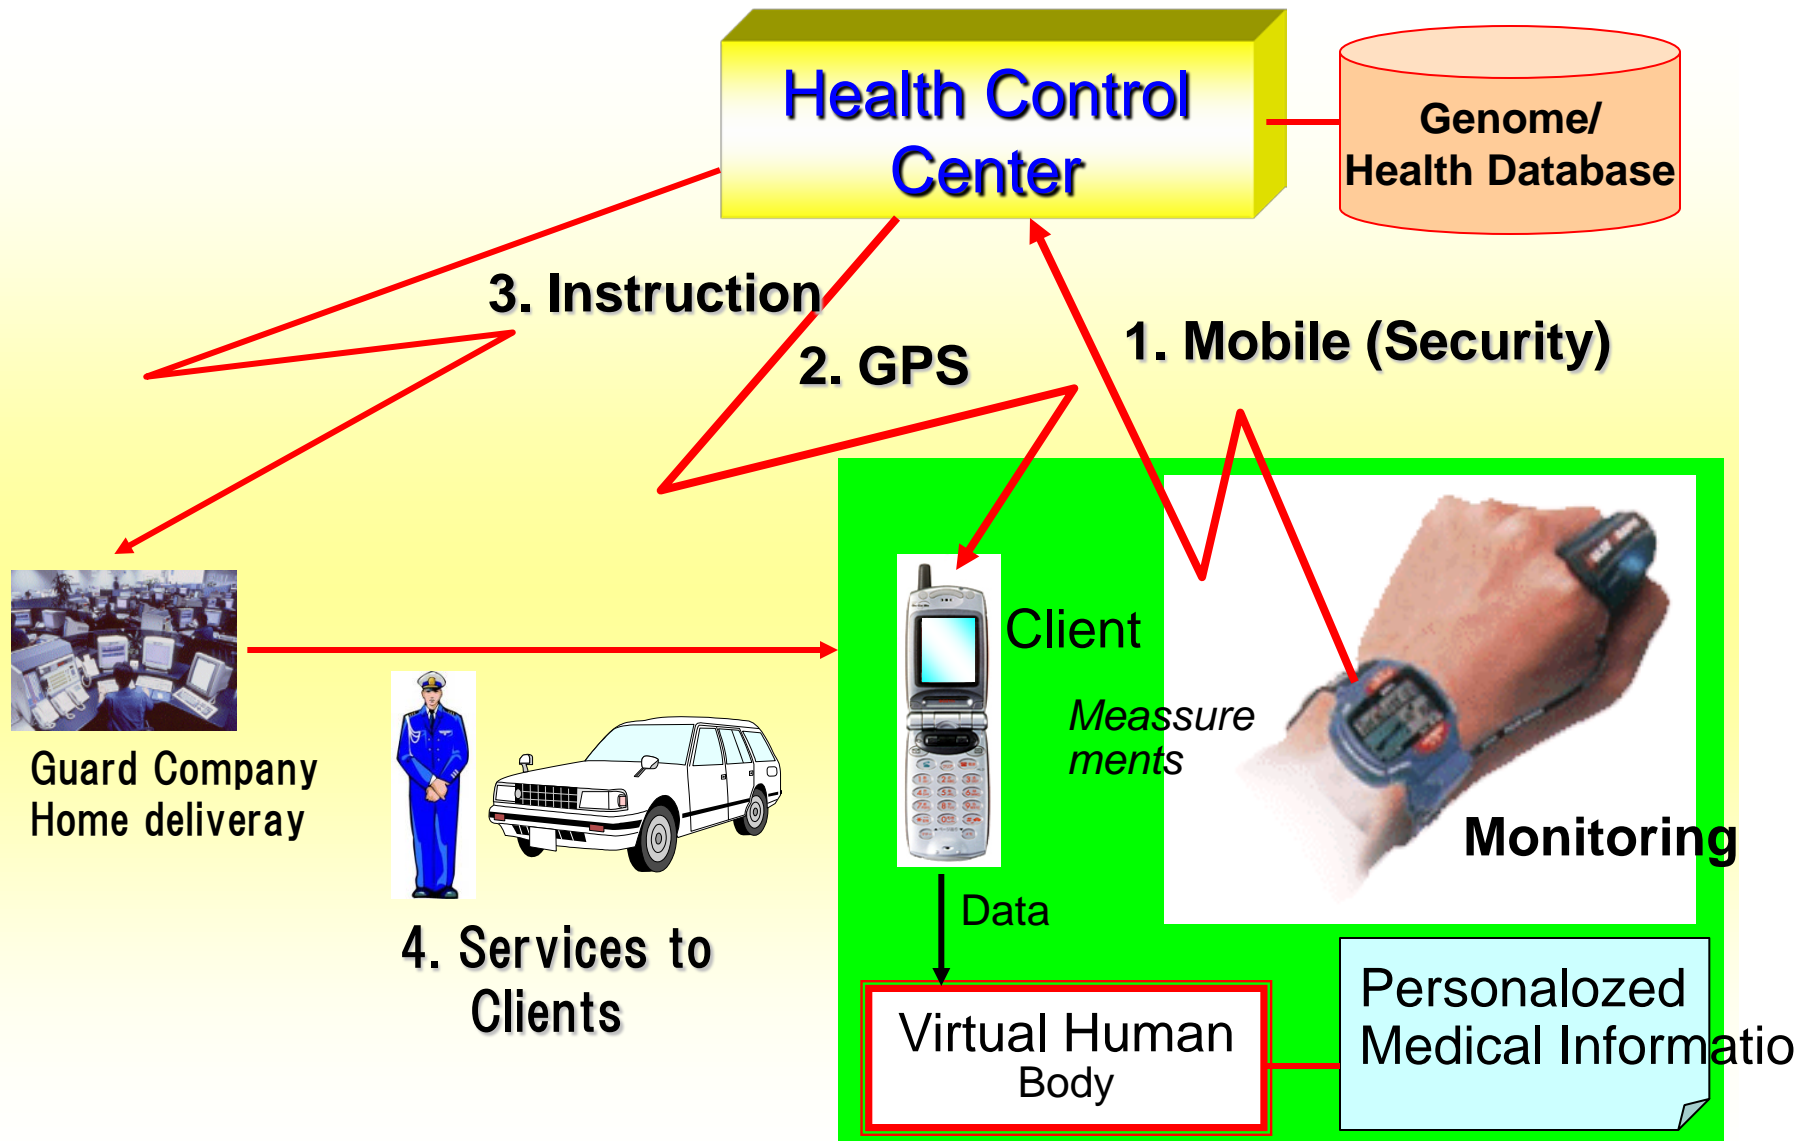 Health Control
Center
Genome/
Health Database
3. Instruction
2. GPS
1. Mobile (Security)
Client
Meassure
ments
Monitoring
Guard Company
Home deliveray
4. Services to
Clients
Data
Virtual Human
Body
Personalozed
Medical Informatio